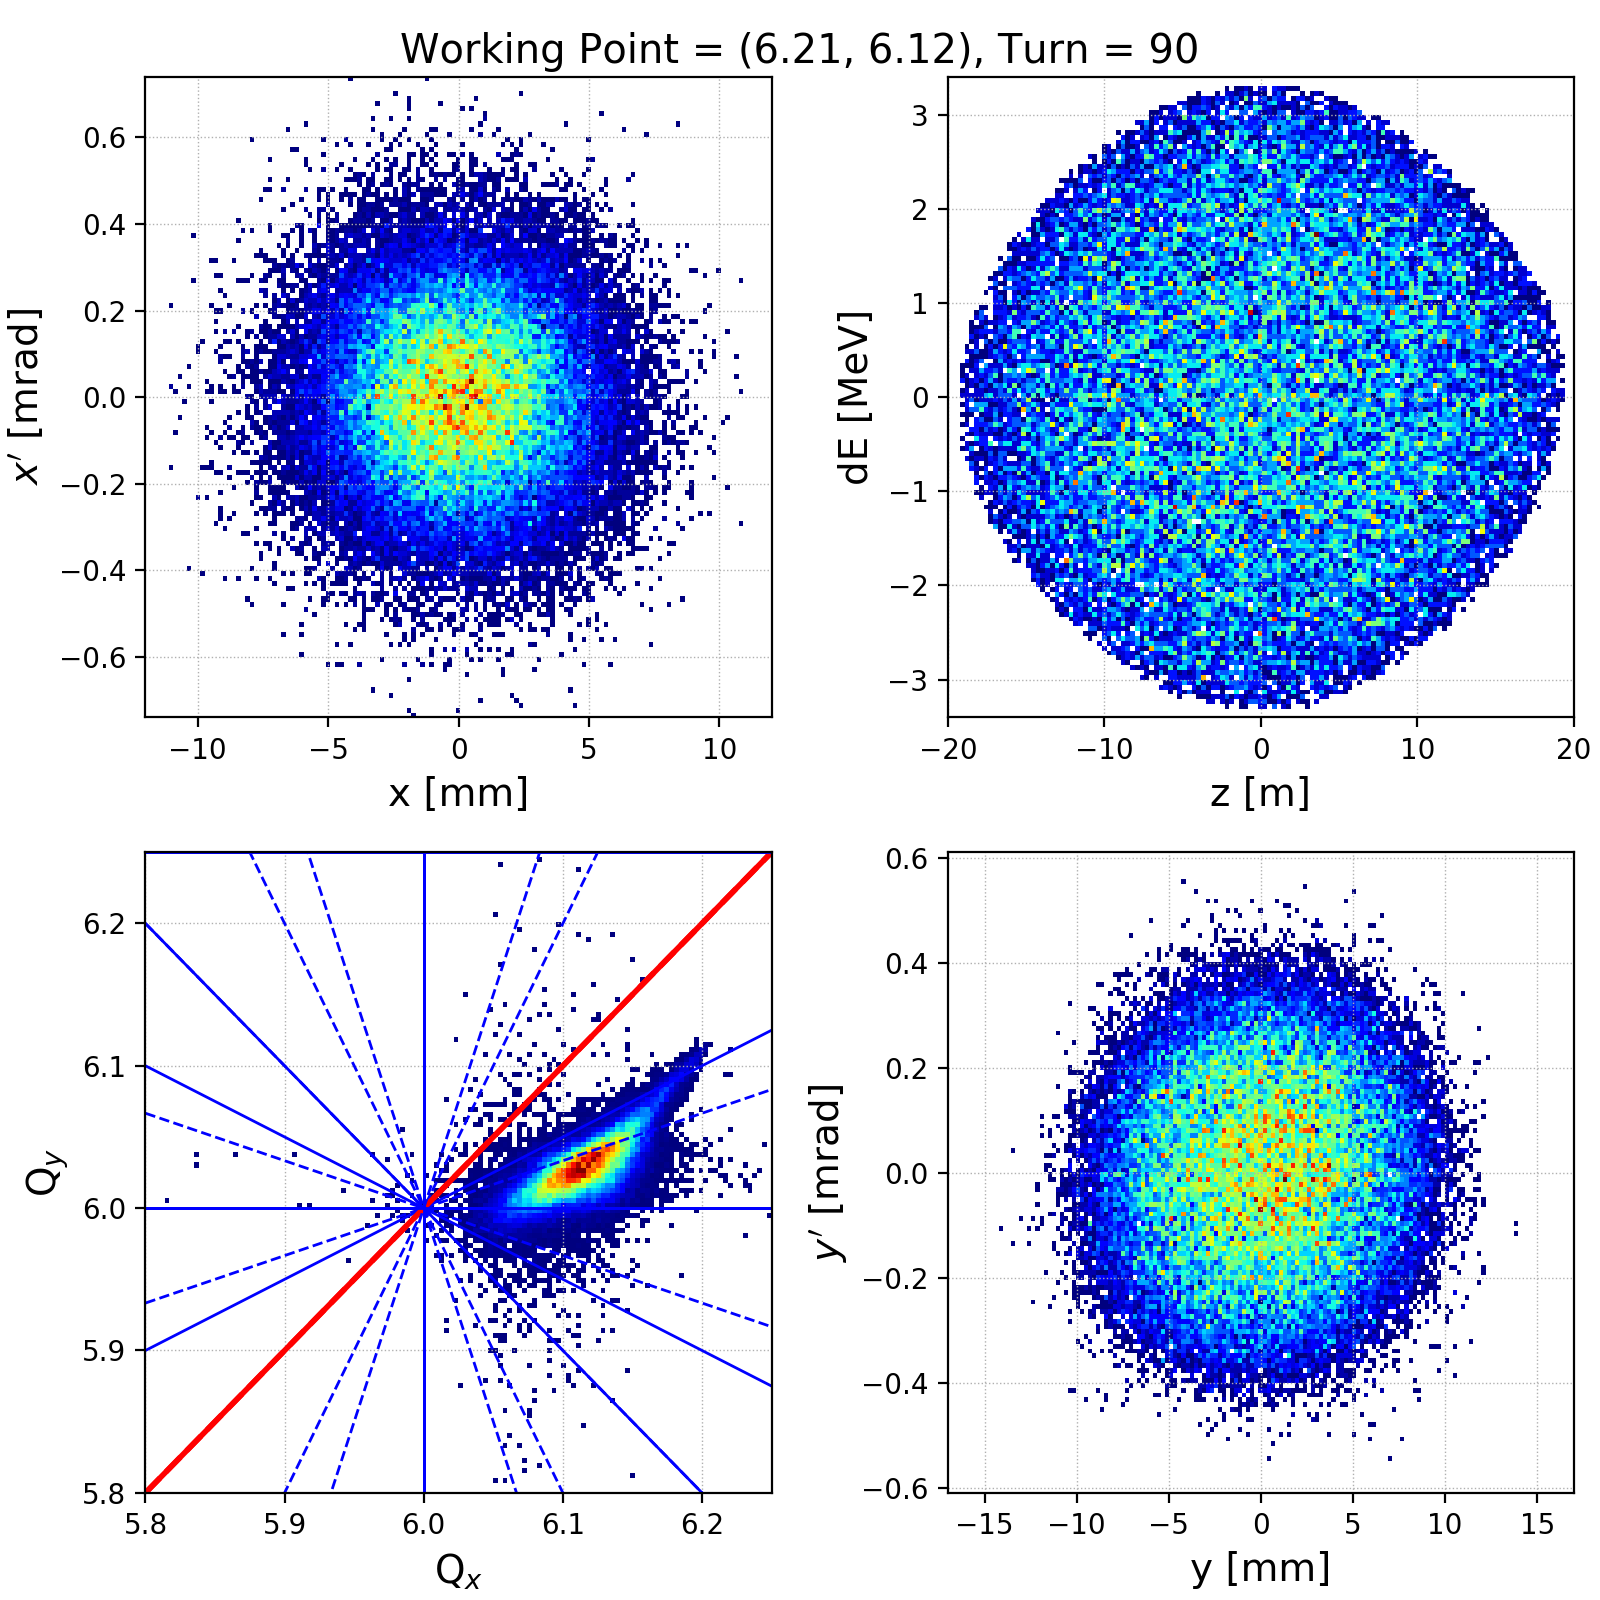 Working Point = (6.21, 6.12), Turn = 90
0.6
0.4
0.2
0.0
−0.2
−0.4
−0.6
x′ [mrad]
−10 −5 0 5 10
x [mm]
3
2
1
0
−1
−2
−3
dE [MeV]
−20 −10 0 10 20
z [m]
6.2
6.1
6.0
5.9
5.8
Qy
5.8 5.9 6.0 6.1 6.2
Qx
0.6
0.4
0.2
0.0
−0.2
−0.4
−0.6
y′ [mrad]
−15 −10 −5 0 5 10 15
y [mm]